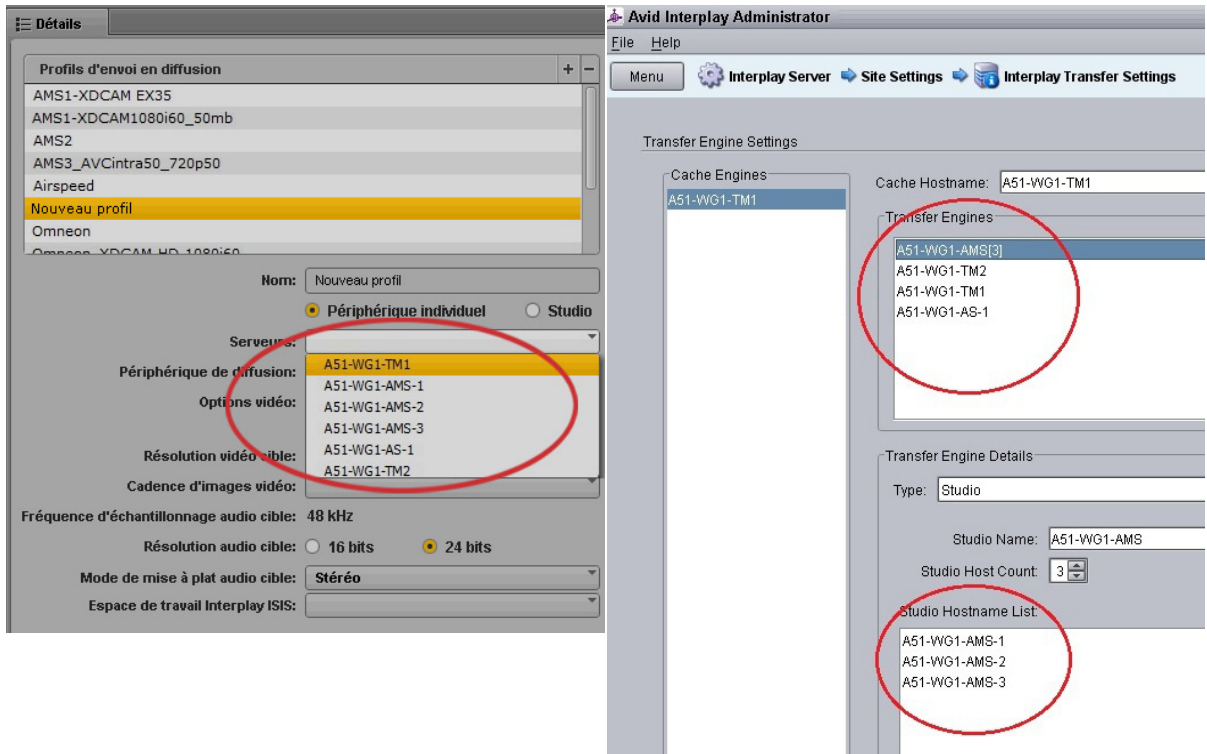 Détails
Profils d'envoi en diffusion + −
AMS1-XDCAM EX35
AMS1-XDCAM1080i60_50mb
AMS2
AMS3_AVCintra50_720p50
Airspeed
Nouveau profil
Omneon
Omneon_XDCAM HD 1080i60
Nom: Nouveau profil
Périphérique individuel Studio
Serveurs:
Périphérique de diffusion:
Options vidéo:
A51-WG1-TM1
A51-WG1-AMS-1
A51-WG1-AMS-2
A51-WG1-AMS-3
A51-WG1-AS-1
A51-WG1-TM2
Résolution vidéo cible:
Cadence d'images vidéo:
Fréquence d'échantillonnage audio cible: 48 kHz
Résolution audio cible: 16 bits 24 bits
Mode de mise à plat audio cible: Stéréo
Espace de travail Interplay ISIS:
Avid Interplay Administrator
File Help
Menu Interplay Server Site Settings Interplay Transfer Settings
Transfer Engine Settings
Cache Engines
A51-WG1-TM1
Cache Hostname: A51-WG1-TM1
Transfer Engines
A51-WG1-AMS[3]
A51-WG1-TM2
A51-WG1-TM1
A51-WG1-AS-1
Transfer Engine Details
Type: Studio
Studio Name: A51-WG1-AMS
Studio Host Count: 3
Studio Hostname List:
A51-WG1-AMS-1
A51-WG1-AMS-2
A51-WG1-AMS-3